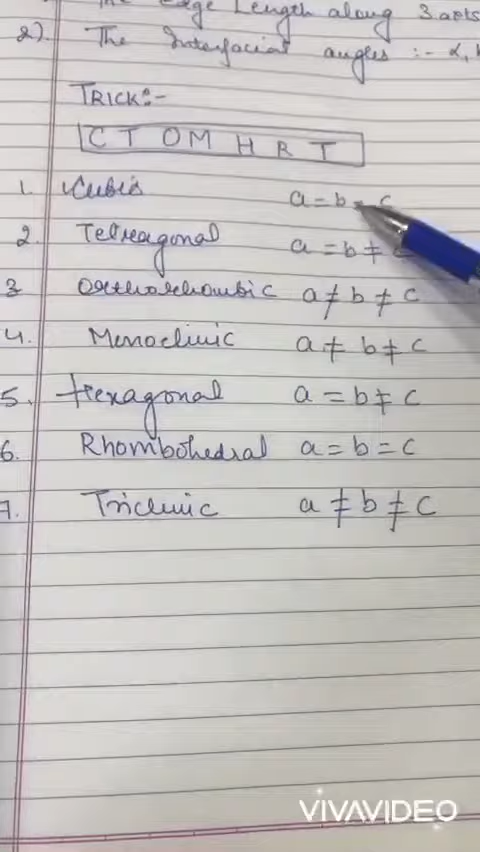 The Edge Length along 3 axis
2). The Interfacial angles :- α,
TRICK:-
C T O M H R T
1. Cubic a = b = c
2. Tetragonal a = b ≠ c
3 Orthorhombic a ≠ b ≠ c
4. Monoclinic a ≠ b ≠ c
5. Hexagonal a = b ≠ c
6. Rhombohedral a = b = c
7. Triclinic a ≠ b ≠ c
VIVAVIDEO